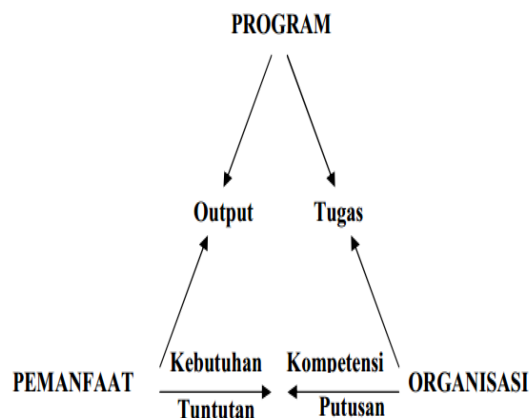 PROGRAM
Output Tugas
Kebutuhan Kompetensi
PEMANFAAT ORGANISASI
Tuntutan Putusan